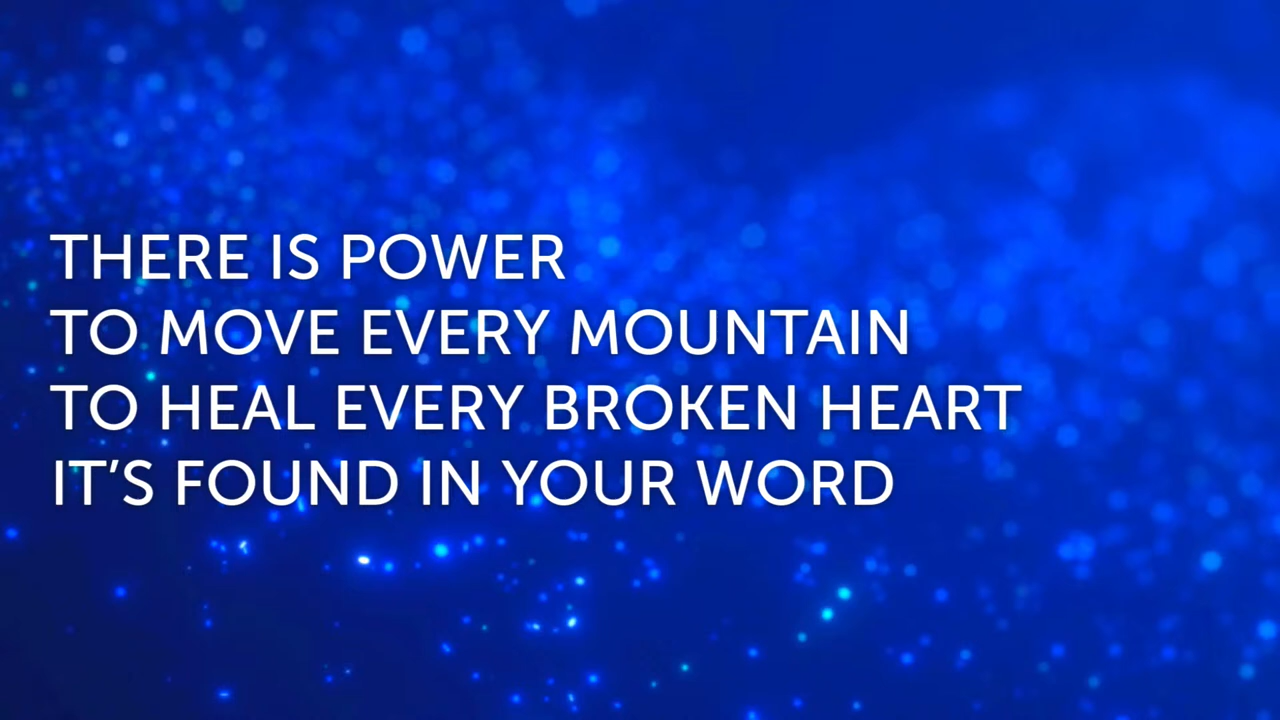 THERE IS POWER
TO MOVE EVERY MOUNTAIN
TO HEAL EVERY BROKEN HEART
IT’S FOUND IN YOUR WORD